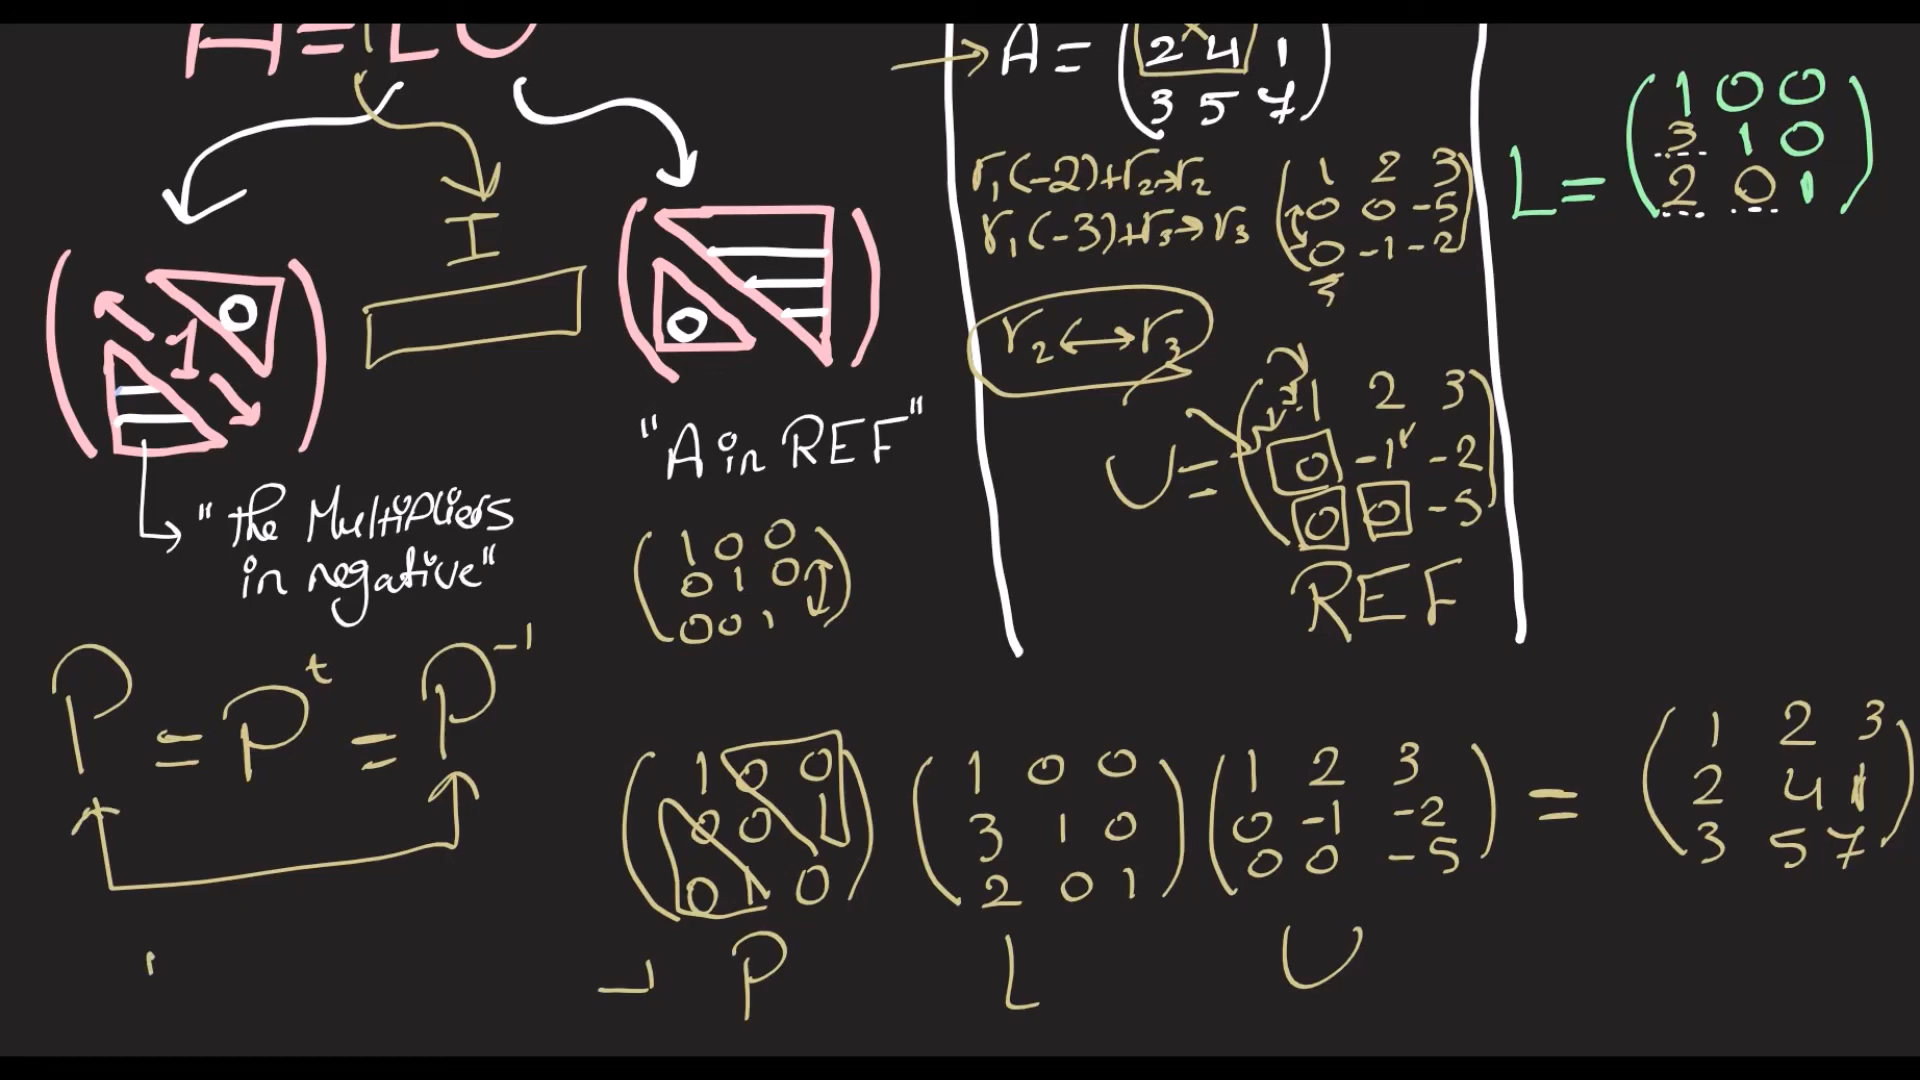 A = ILU
I
"A in REF"
"the Multipliers
in negative"
1 0 0
0 1 0
0 0 1
P = P^t = P^-1
A = ( 2 4 1
3 5 7 )
r₁(-2)+r₂→r₂
r₁(-3)+r₃→r₃
1 2 3
0 0 -5
0 -1 -2
r₂ ↔ r₃
U = ( 1 2 3
0 -1 -2
0 0 -5 )
REF
L = ( 1 0 0
3 1 0
2 0 1 )
( 1 0 0 ) ( 1 0 0 ) ( 1 2 3 ) = ( 1 2 3 )
( 0 0 1 ) ( 3 1 0 ) ( 0 -1 -2 ) ( 2 4 1 )
( 0 1 0 ) ( 2 0 1 ) ( 0 0 -5 ) ( 3 5 7 )
P L U